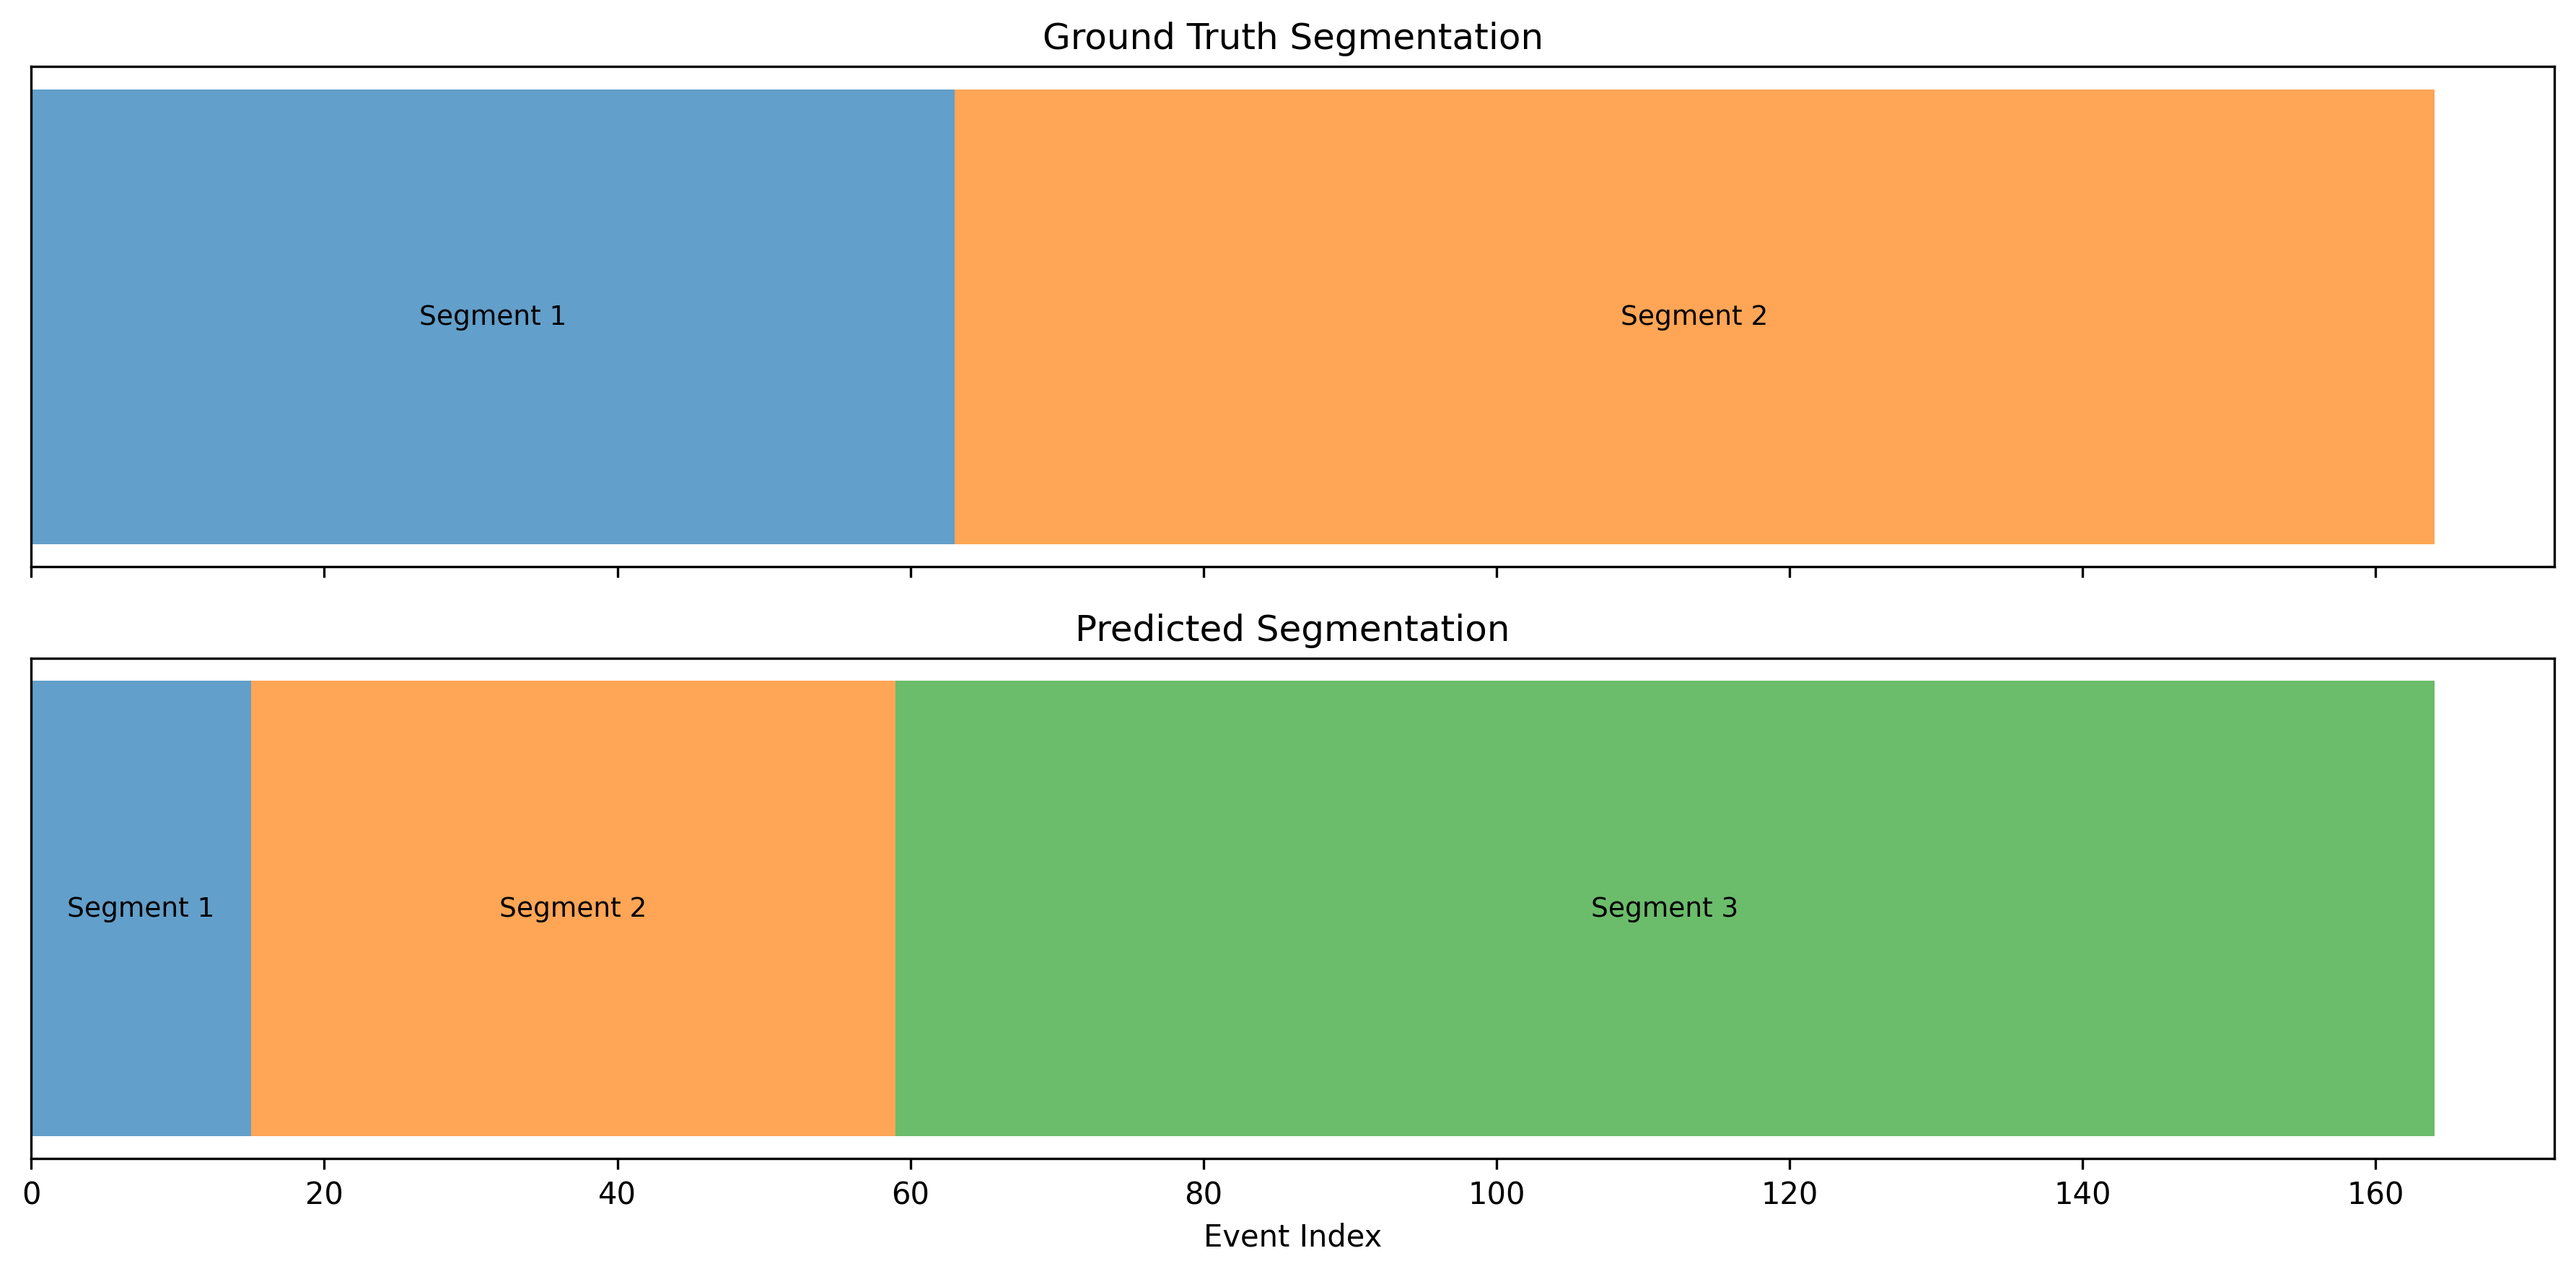 Ground Truth Segmentation
Segment 1 Segment 2
Predicted Segmentation
Segment 1 Segment 2 Segment 3
0 20 40 60 80 100 120 140 160
Event Index